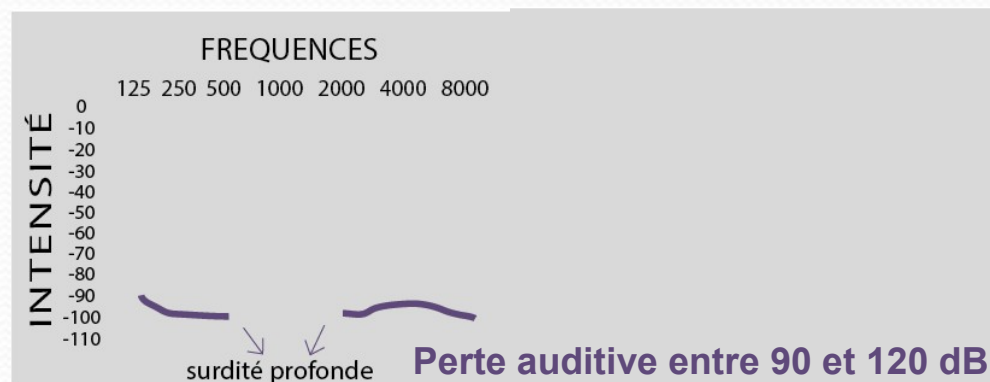 FREQUENCES
125 250 500 1000 2000 4000 8000
INTENSITÉ
0
-10
-20
-30
-40
-50
-60
-70
-80
-90
-100
-110
surdité profonde
Perte auditive entre 90 et 120 dB